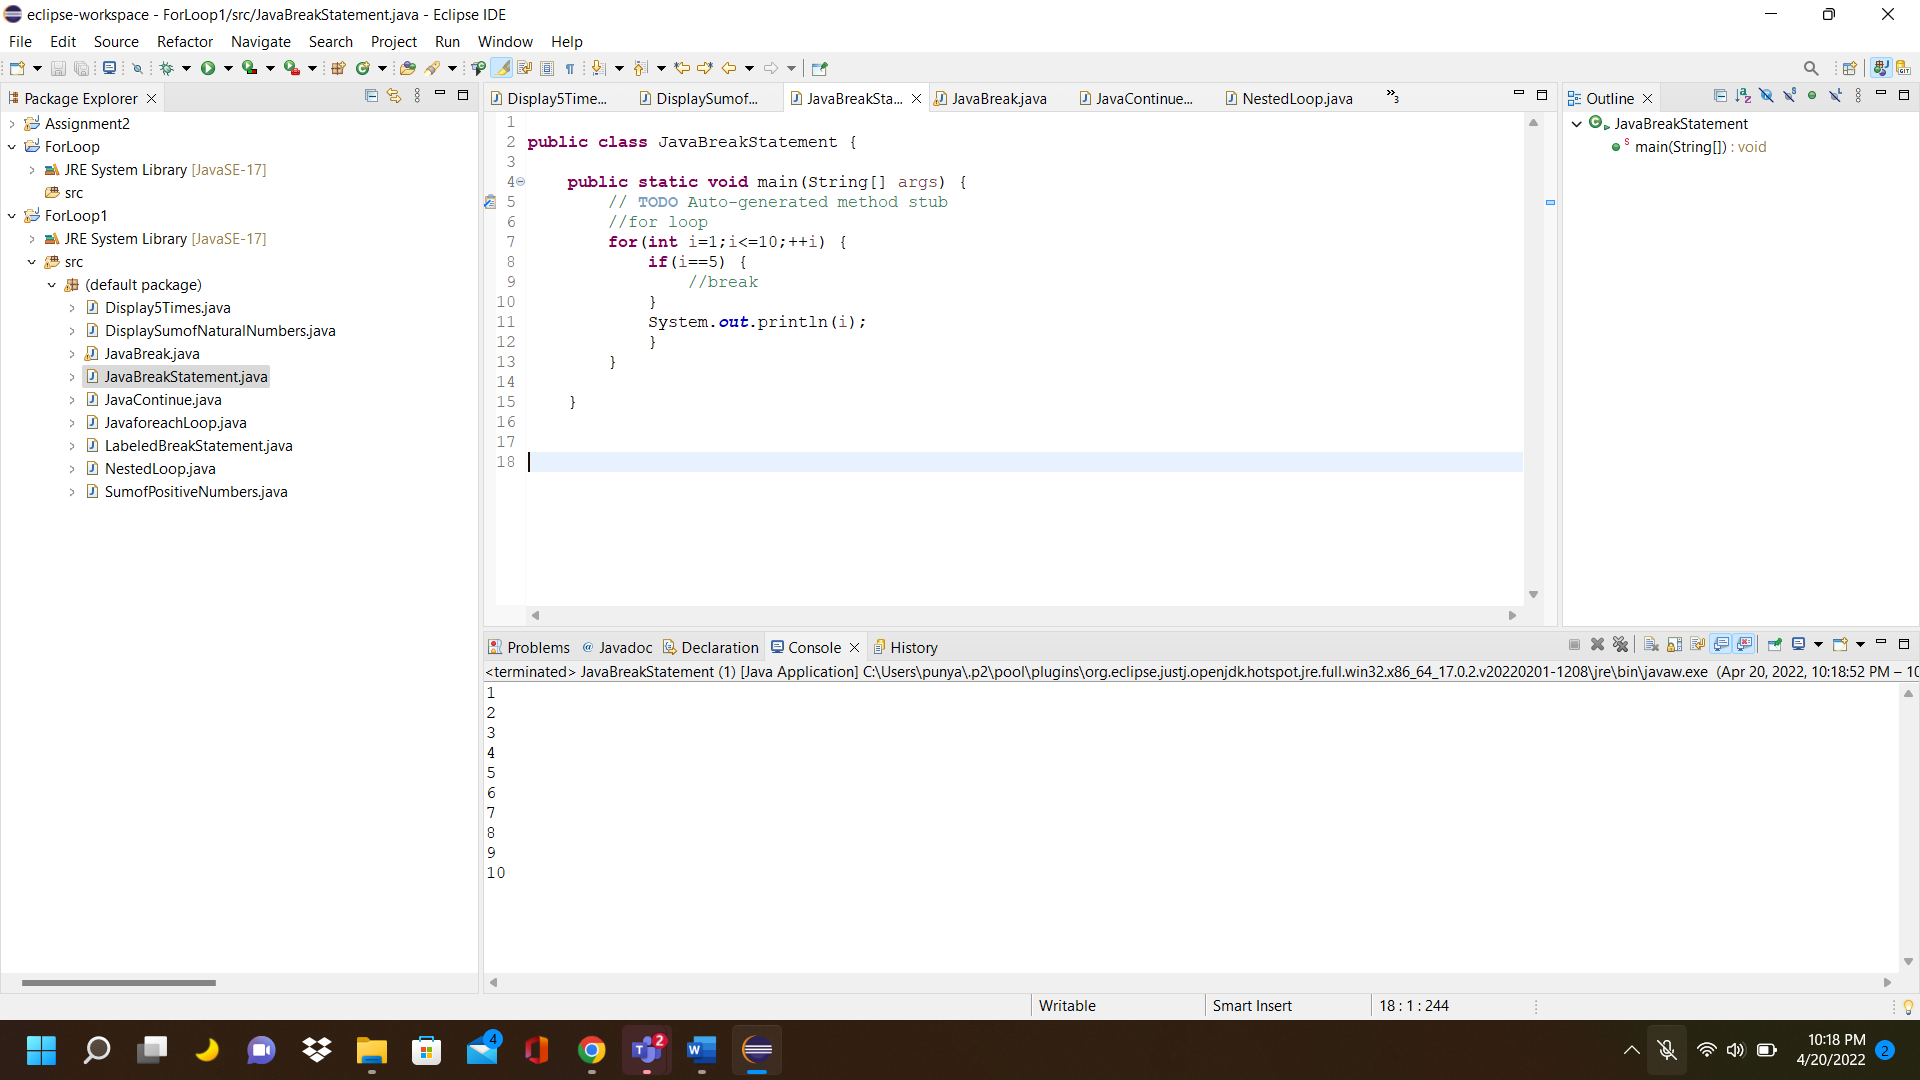 eclipse-workspace - ForLoop1/src/JavaBreakStatement.java - Eclipse IDE
File Edit Source Refactor Navigate Search Project Run Window Help
Package Explorer
Assignment2
ForLoop
JRE System Library [JavaSE-17]
src
ForLoop1
JRE System Library [JavaSE-17]
src
(default package)
Display5Times.java
DisplaySumofNaturalNumbers.java
JavaBreak.java
JavaBreakStatement.java
JavaContinue.java
JavaforeachLoop.java
LabeledBreakStatement.java
NestedLoop.java
SumofPositiveNumbers.java
Display5Time... DisplaySumof... JavaBreakSta... JavaBreak.java JavaContinue... NestedLoop.java »3
1
2 public class JavaBreakStatement {
3
4 public static void main(String[] args) {
5 // TODO Auto-generated method stub
6 //for loop
7 for(int i=1;i<=10;++i) {
8 if(i==5) {
9 //break
10 }
11 System.out.println(i);
12 }
13 }
14
15 }
16
17
18
Outline
JavaBreakStatement
main(String[]) : void
Problems @ Javadoc Declaration Console History
<terminated> JavaBreakStatement (1) [Java Application] C:\Users\punya\.p2\pool\plugins\org.eclipse.justj.openjdk.hotspot.jre.full.win32.x86_64_17.0.2.v20220201-1208\jre\bin\javaw.exe (Apr 20, 2022, 10:18:52 PM – 10
1
2
3
4
5
6
7
8
9
10
Writable Smart Insert 18 : 1 : 244
4
2
10:18 PM
4/20/2022
2